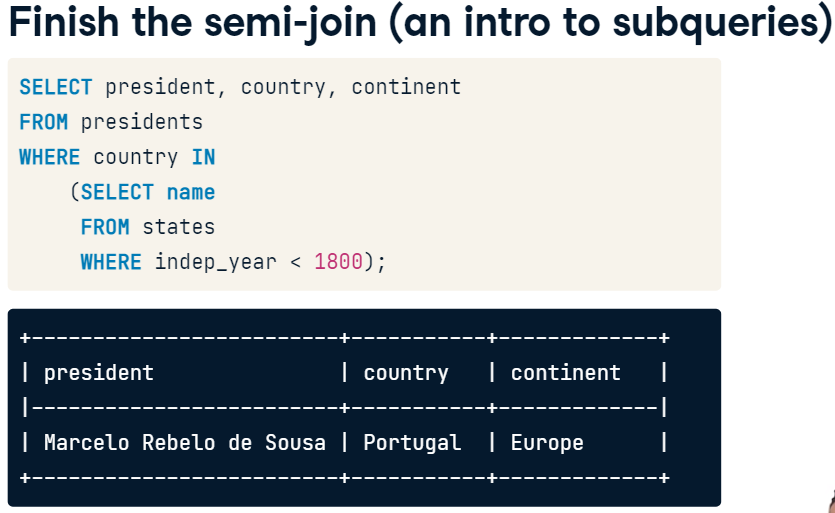 Finish the semi-join (an intro to subqueries)
SELECT president, country, continent
FROM presidents
WHERE country IN
    (SELECT name
     FROM states
     WHERE indep_year < 1800);
+-------------------------+-----------+-------------+
| president               | country   | continent   |
|-------------------------+-----------+-------------|
| Marcelo Rebelo de Sousa | Portugal  | Europe      |
+-------------------------+-----------+-------------+